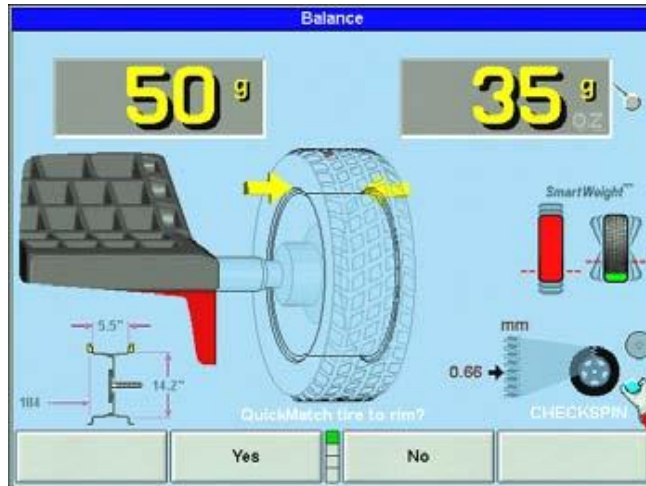 Balance
50 g
35 g
OZ
SmartWeight™
5.5"
14.2"
184
mm
0.66
QuickMatch tire to rim?
CHECKSPIN
Yes
No